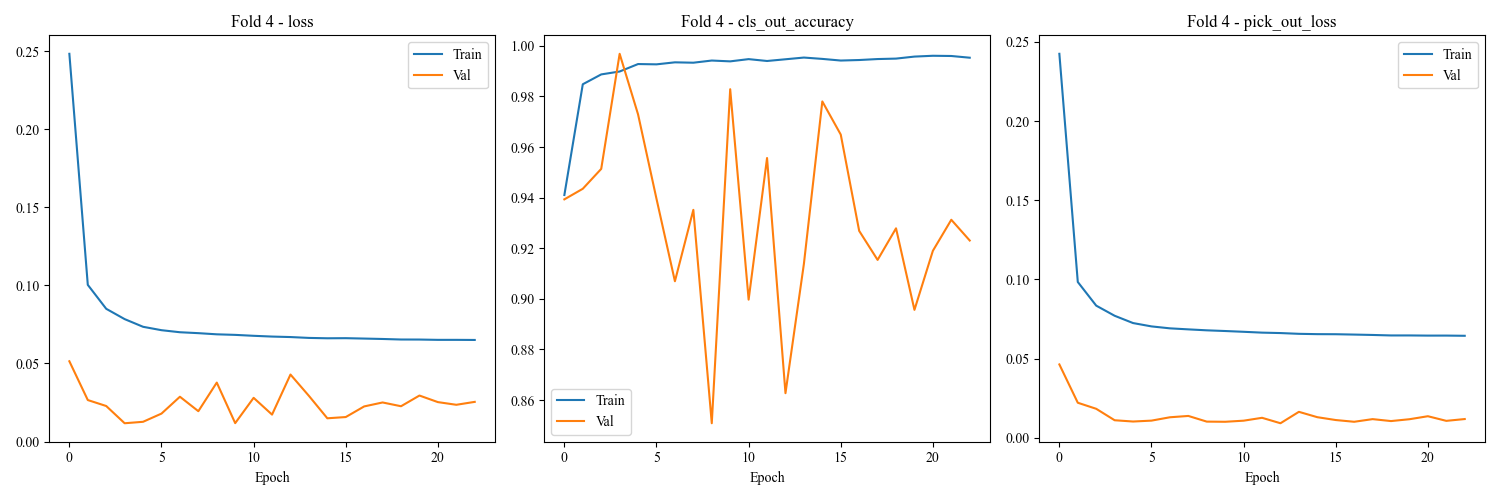 Fold 4 - loss
0.25
0.20
0.15
0.10
0.05
0.00
0
5
10
15
20
Epoch
Train
Val
Fold 4 - cls_out_accuracy
1.00
0.98
0.96
0.94
0.92
0.90
0.88
0.86
0
5
10
15
20
Epoch
Train
Val
Fold 4 - pick_out_loss
0.25
0.20
0.15
0.10
0.05
0.00
0
5
10
15
20
Epoch
Train
Val